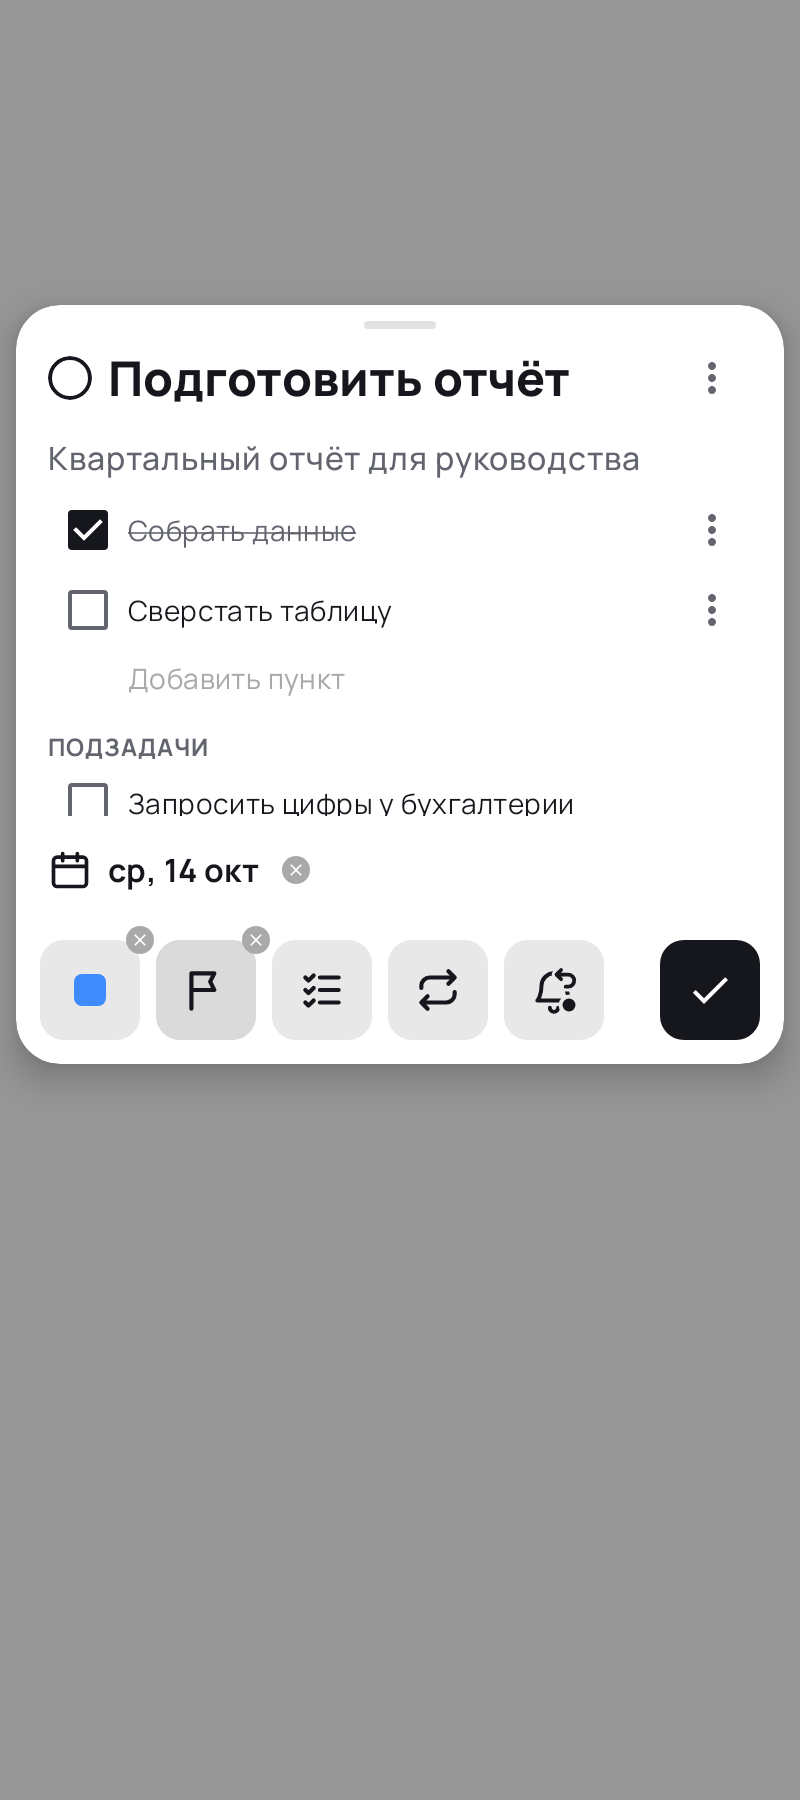 Подготовить отчёт
Квартальный отчёт для руководства
Собрать данные
Сверстать таблицу
Добавить пункт
ПОДЗАДАЧИ
Запросить цифры у бухгалтерии
ср, 14 окт